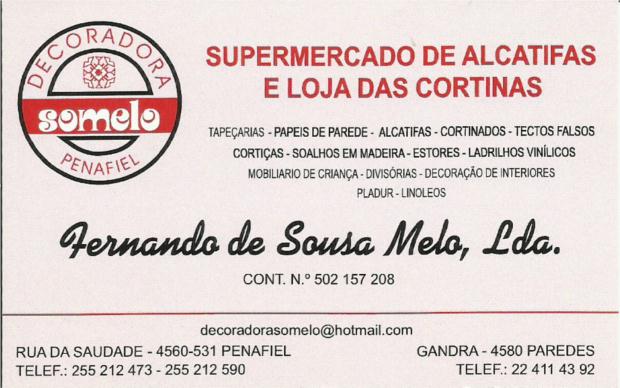 DECORADORA
somelo
PENAFIEL
SUPERMERCADO DE ALCATIFAS
E LOJA DAS CORTINAS
TAPEÇARIAS - PAPEIS DE PAREDE - ALCATIFAS - CORTINADOS - TECTOS FALSOS
CORTIÇAS - SOALHOS EM MADEIRA - ESTORES - LADRILHOS VINÍLICOS
MOBILIARIO DE CRIANÇA - DIVISÓRIAS - DECORAÇÃO DE INTERIORES
PLADUR - LINOLEOS
Fernando de Sousa Melo, Lda.
CONT. N.º 502 157 208
decoradorasomelo@hotmail.com
RUA DA SAUDADE - 4560-531 PENAFIEL
TELEF.: 255 212 473 - 255 212 590
GANDRA - 4580 PAREDES
TELEF.: 22 411 43 92